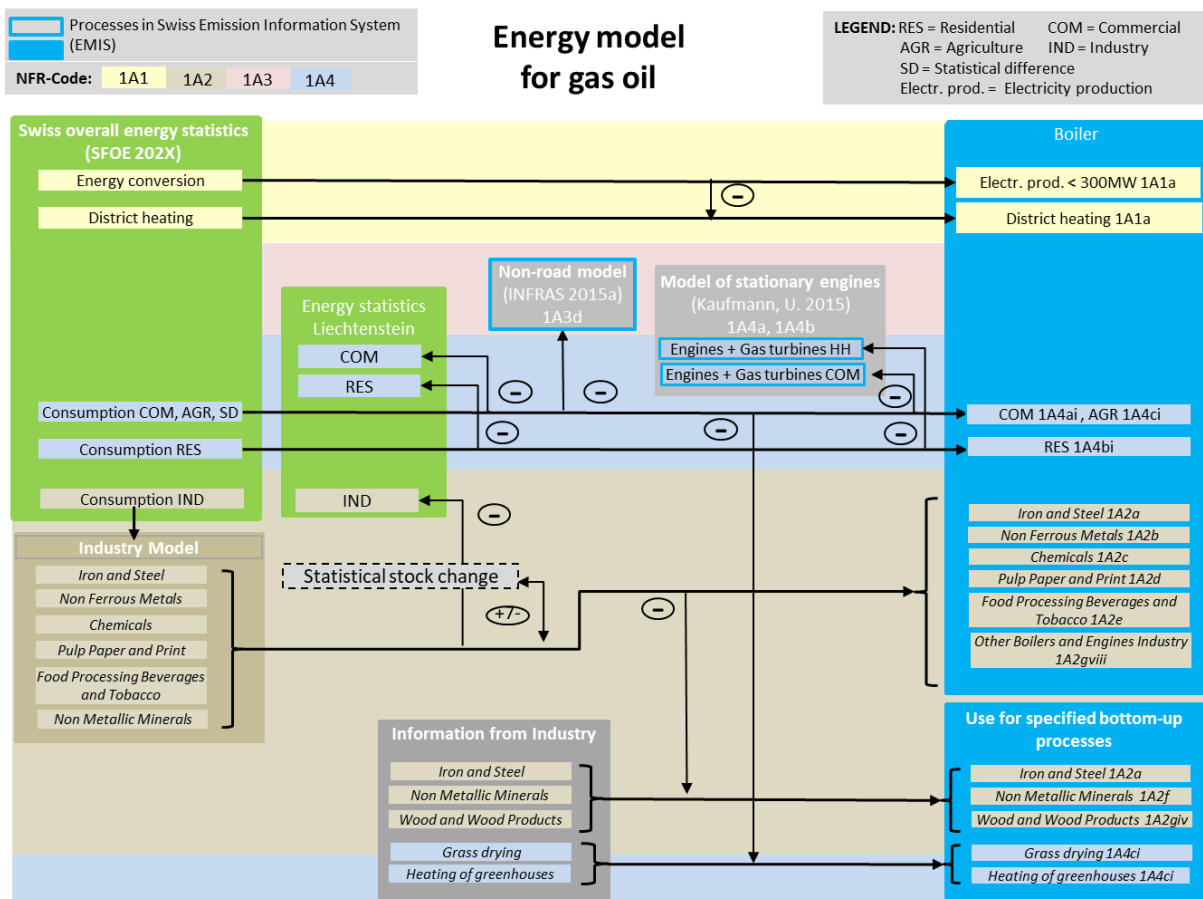 Processes in Swiss Emission Information System
(EMIS)
NFR-Code: 1A1 1A2 1A3 1A4
Energy model
for gas oil
LEGEND: RES = Residential COM = Commercial
AGR = Agriculture IND = Industry
SD = Statistical difference
Electr. prod. = Electricity production
Swiss overall energy statistics
(SFOE 202X)
Energy conversion
District heating
Boiler
Electr. prod. < 300MW 1A1a
District heating 1A1a
−
Energy statistics
Liechtenstein
COM
RES
Non-road model
(INFRAS 2015a)
1A3d
Model of stationary engines
(Kaufmann, U. 2015)
1A4a, 1A4b
Engines + Gas turbines HH
Engines + Gas turbines COM
− − −
Consumption COM, AGR, SD
COM 1A4ai , AGR 1A4ci
− − −
Consumption RES
RES 1A4bi
Consumption IND
IND
−
Industry Model
Iron and Steel
Non Ferrous Metals
Chemicals
Pulp Paper and Print
Food Processing Beverages
and Tobacco
Non Metallic Minerals
Statistical stock change
+7-
−
Iron and Steel 1A2a
Non Ferrous Metals 1A2b
Chemicals 1A2c
Pulp Paper and Print 1A2d
Food Processing Beverages and
Tobacco 1A2e
Other Boilers and Engines Industry
1A2gviii
Information from Industry
Iron and Steel
Non Metallic Minerals
Wood and Wood Products
Grass drying
Heating of greenhouses
Use for specified bottom-up
processes
Iron and Steel 1A2a
Non Metallic Minerals 1A2f
Wood and Wood Products 1A2giv
Grass drying 1A4ci
Heating of greenhouses 1A4ci